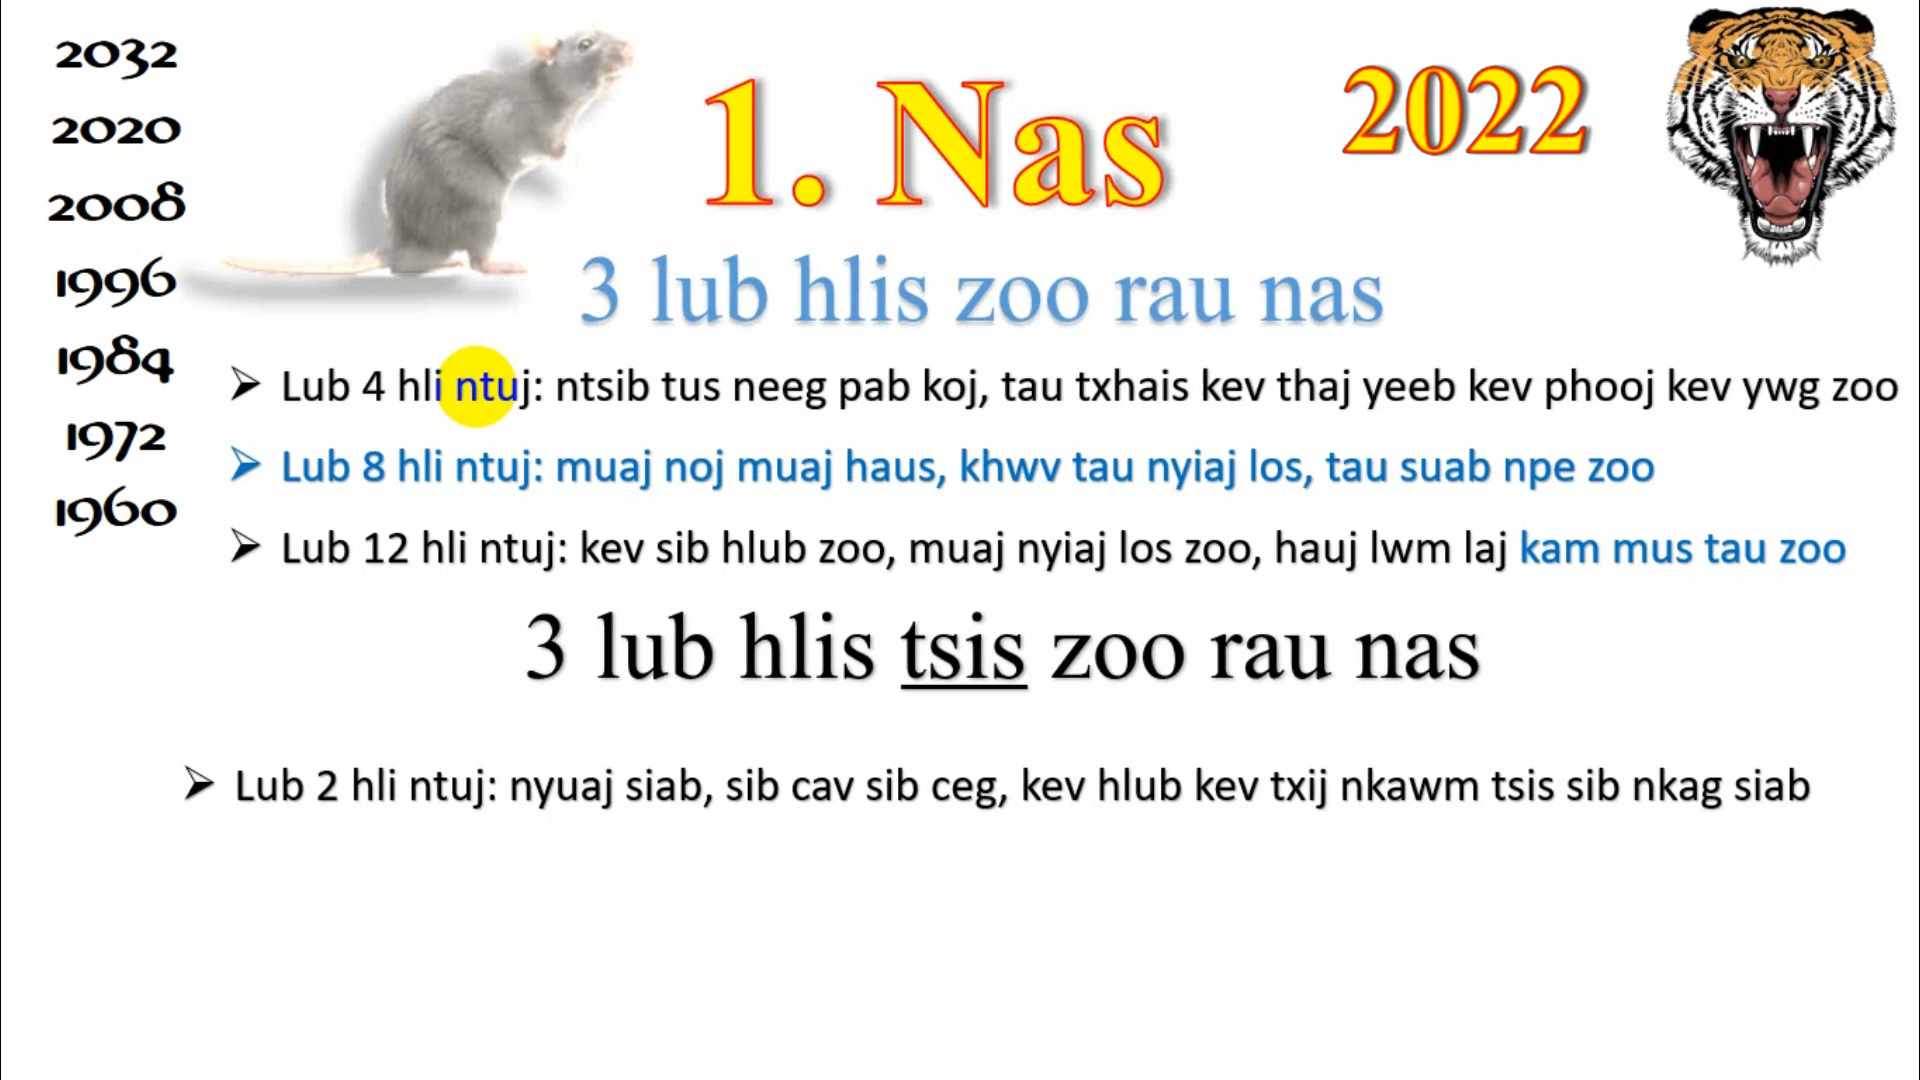 2032
2020
2008
1996
1984
1972
1960
1. Nas
2022
3 lub hlis zoo rau nas
➢ Lub 4 hli ntuj: ntsib tus neeg pab koj, tau txhais kev thaj yeeb kev phooj kev ywg zoo
➢ Lub 8 hli ntuj: muaj noj muaj haus, khwv tau nyiaj los, tau suab npe zoo
➢ Lub 12 hli ntuj: kev sib hlub zoo, muaj nyiaj los zoo, hauj lwm laj kam mus tau zoo
3 lub hlis tsis zoo rau nas
➢ Lub 2 hli ntuj: nyuaj siab, sib cav sib ceg, kev hlub kev txij nkawm tsis sib nkag siab